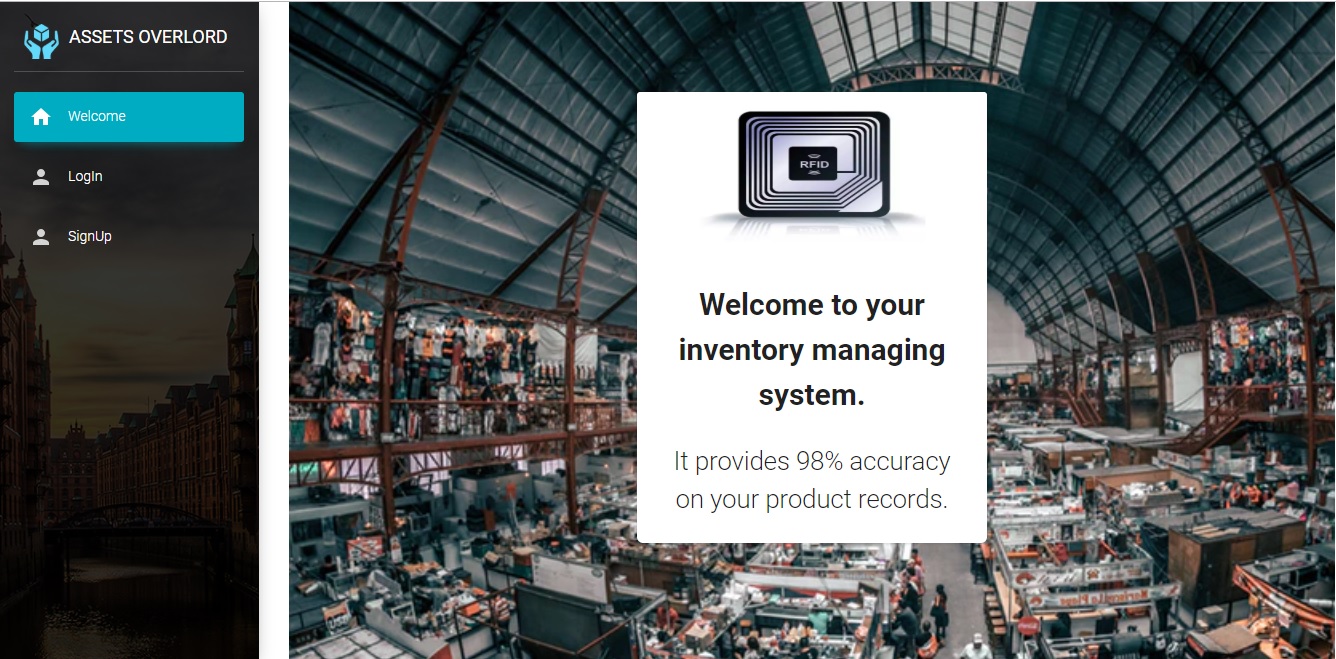 ASSETS OVERLORD
Welcome
LogIn
SignUp
RFID
Welcome to your
inventory managing
system.
It provides 98% accuracy
on your product records.